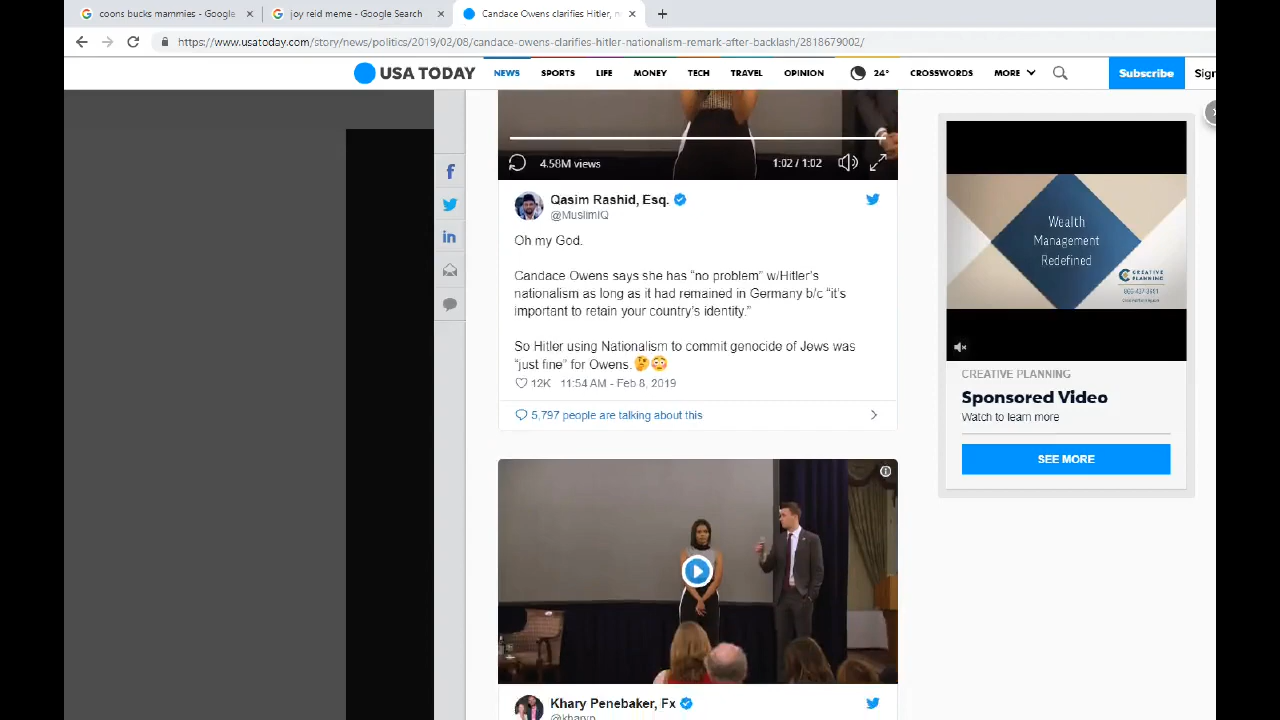 coons bucks mammies - Google
joy reid meme - Google Search
Candace Owens clarifies Hitler, n
https://www.usatoday.com/story/news/politics/2019/02/08/candace-owens-clarifies-hitler-nationalism-remark-after-backlash/2818679002/
USA TODAY
NEWS
SPORTS
LIFE
MONEY
TECH
TRAVEL
OPINION
24°
CROSSWORDS
MORE
Subscribe
Sign
4.58M views
1:02 / 1:02
Qasim Rashid, Esq.
@MuslimIQ
Oh my God.
Candace Owens says she has “no problem” w/Hitler’s
nationalism as long as it had remained in Germany b/c “it’s
important to retain your country’s identity.”
So Hitler using Nationalism to commit genocide of Jews was
“just fine” for Owens.🤔😳
12K 11:54 AM - Feb 8, 2019
5,797 people are talking about this
Wealth
Management
Redefined
CREATIVE
PLANNING
CREATIVE PLANNING
Sponsored Video
Watch to learn more
SEE MORE
Khary Penebaker, Fx
@kharyp